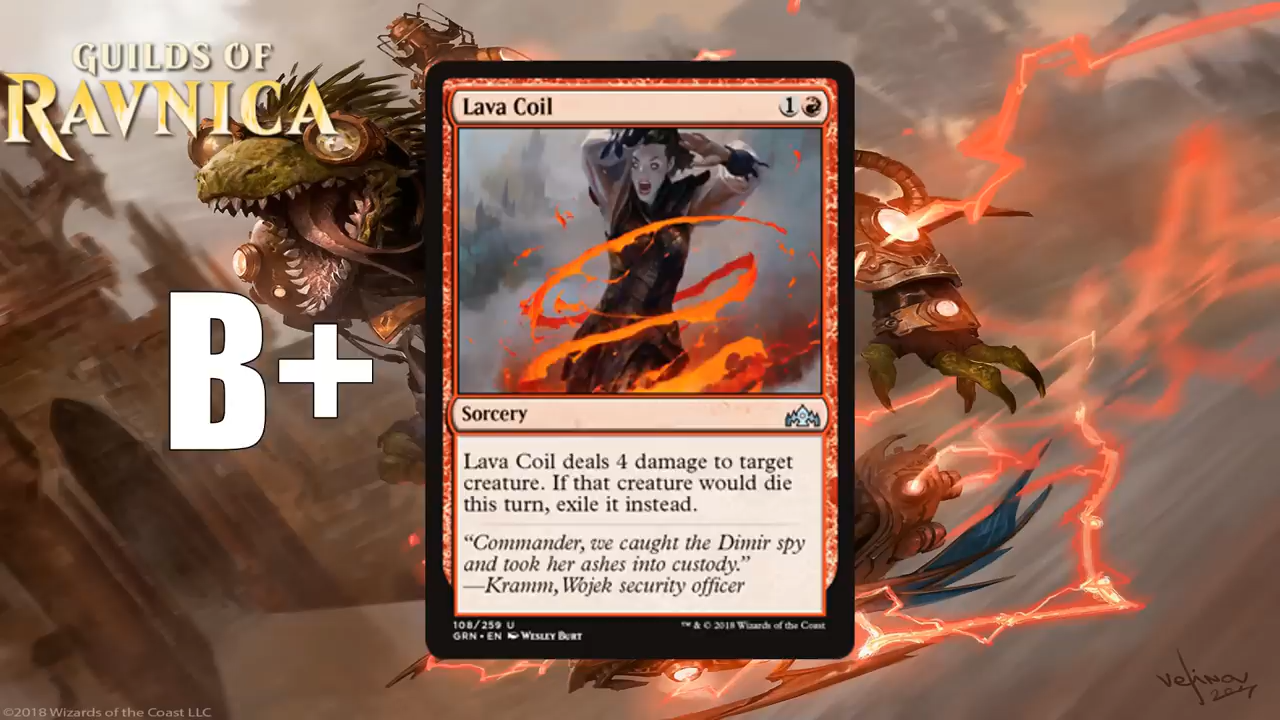 GUILDS OF
RAVNICA
B+
Lava Coil
1
Sorcery
Lava Coil deals 4 damage to target
creature. If that creature would die
this turn, exile it instead.
“Commander, we caught the Dimir spy
and took her ashes into custody.”
—Kramm, Wojek security officer
108/259 U
GRN • EN Wesley Burt
™ & © 2018 Wizards of the Coast
©2018 Wizards of the Coast LLC